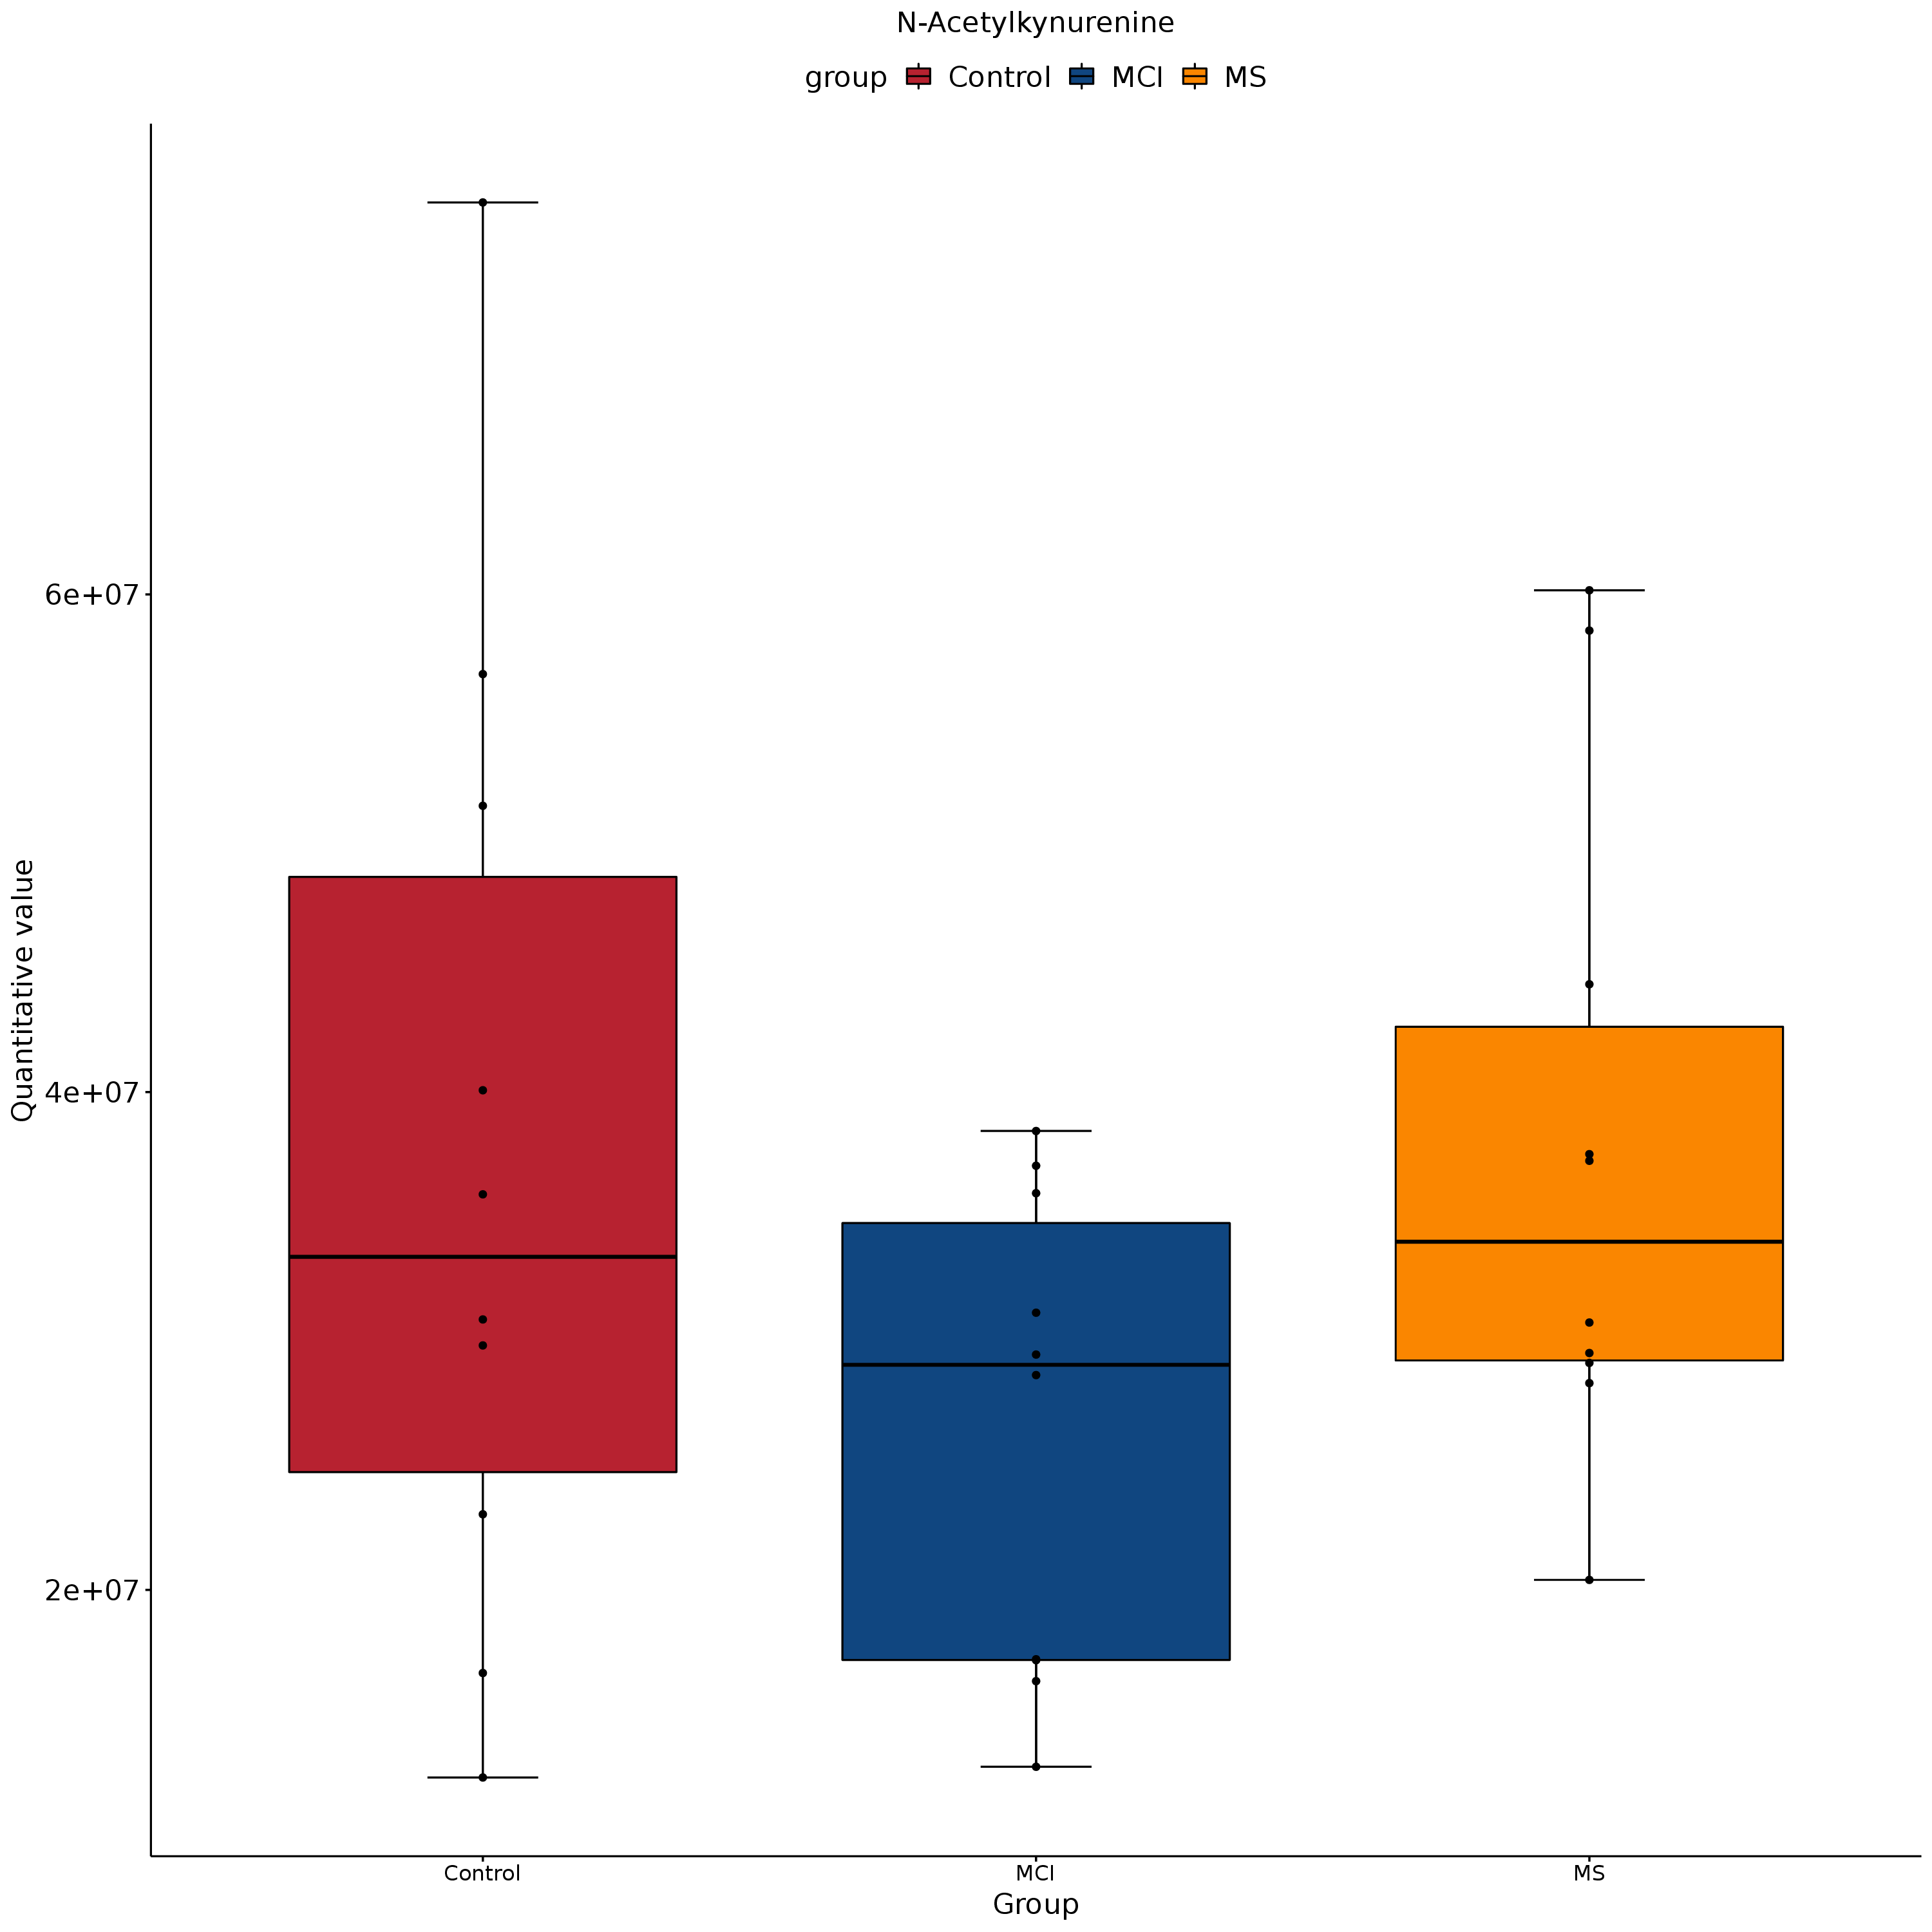 N-Acetylkynurenine
group Control MCI MS
Quantitative value
6e+07
4e+07
2e+07
Control MCI MS
Group